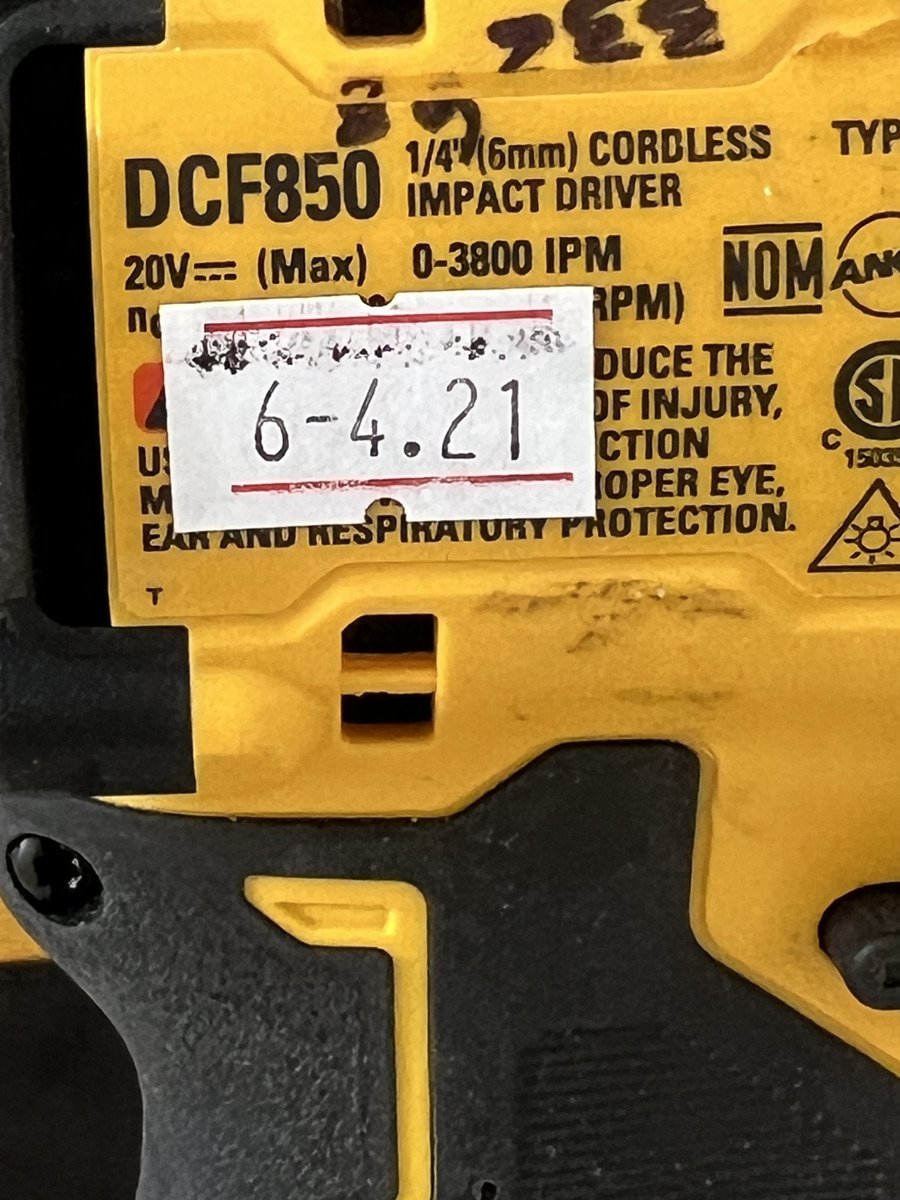 DCF850
1/4" (6mm) CORDLESS
IMPACT DRIVER
20V (Max) 0-3800 IPM
RPM)
NOM
6-4.21
DUCE THE
OF INJURY,
CTION
OPER EYE,
EAR AND RESPIRATORY PROTECTION.
T
C